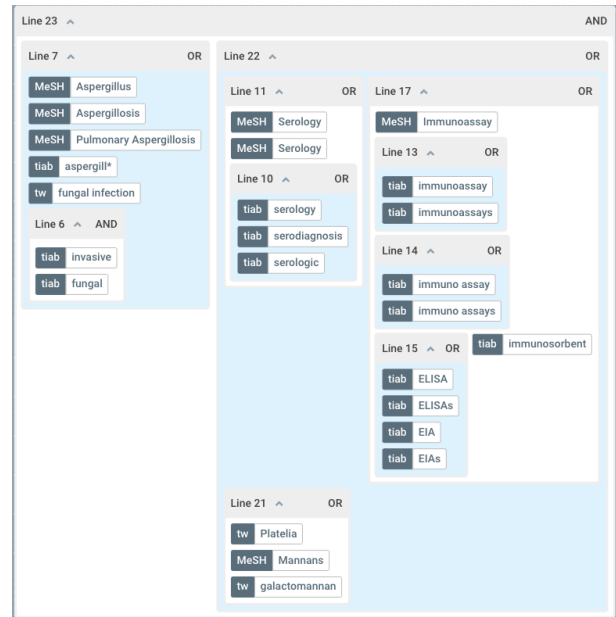 Line 23 AND
Line 7 OR
MeSH Aspergillus
MeSH Aspergillosis
MeSH Pulmonary Aspergillosis
tiab aspergill*
tw fungal infection
Line 6 AND
tiab invasive
tiab fungal
Line 22 OR
Line 11 OR
MeSH Serology
MeSH Serology
Line 10 OR
tiab serology
tiab serodiagnosis
tiab serologic
Line 17 OR
MeSH Immunoassay
Line 13 OR
tiab immunoassay
tiab immunoassays
Line 14 OR
tiab immuno assay
tiab immuno assays
Line 15 OR
tiab ELISA
tiab ELISAs
tiab EIA
tiab EIAs
tiab immunosorbent
Line 21 OR
tw Platelia
MeSH Mannans
tw galactomannan